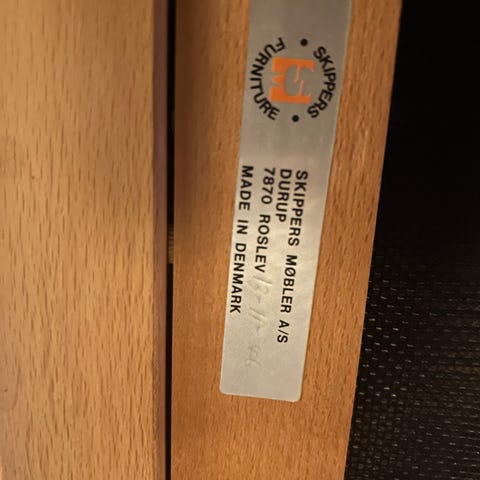 SKIPPERS
FURNITURE
SKIPPERS MØBLER A/S
DURUP
7870 ROSLEV
MADE IN DENMARK